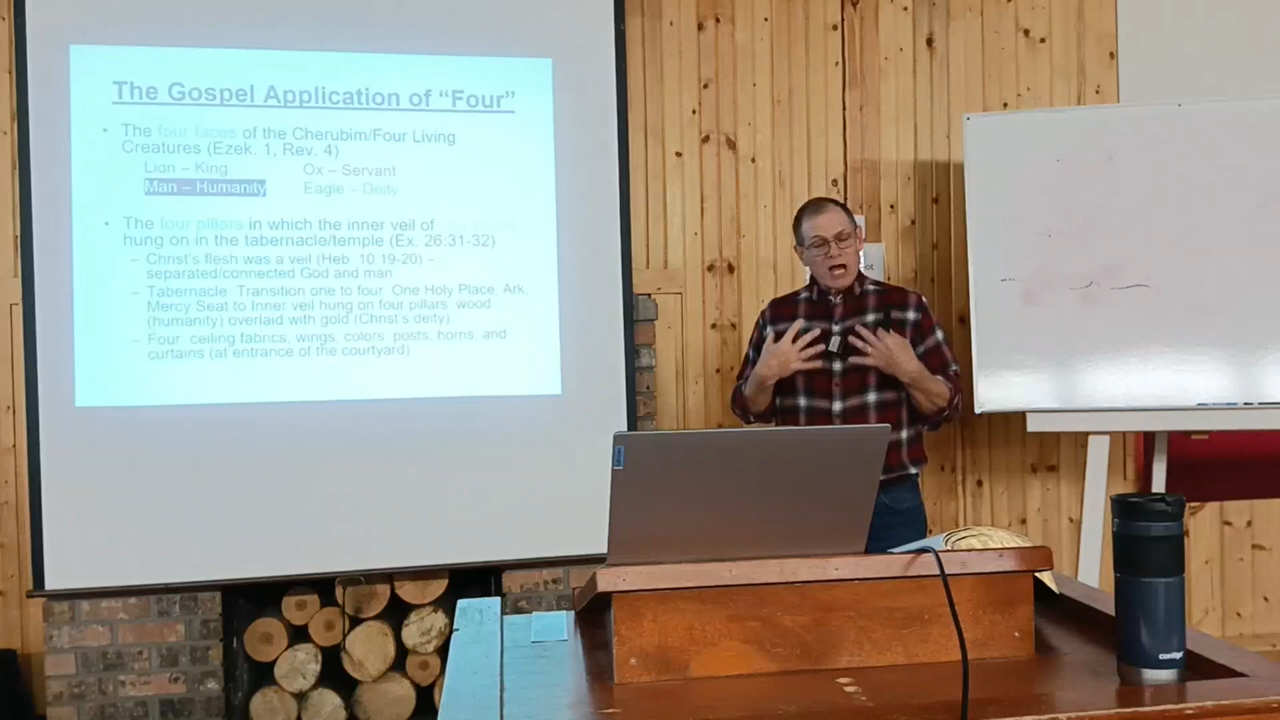 The Gospel Application of “Four”
• The four faces of the Cherubim/Four Living
Creatures (Ezek. 1, Rev. 4)
Lion – King Ox – Servant
Man – Humanity Eagle – Deity
• The four pillars in which the inner veil of
hung on in the tabernacle/temple (Ex. 26:31-32)
– Christ's flesh was a veil (Heb. 10:19-20) –
separated/connected God and man
– Tabernacle: Transition one to four: One Holy Place, Ark,
Mercy Seat to Inner veil hung on four pillars, wood
(humanity) overlaid with gold (Christ's deity).
– Four: ceiling fabrics, wings, colors, posts, horns, and
curtains (at entrance of the courtyard)
Lenovo
contigo